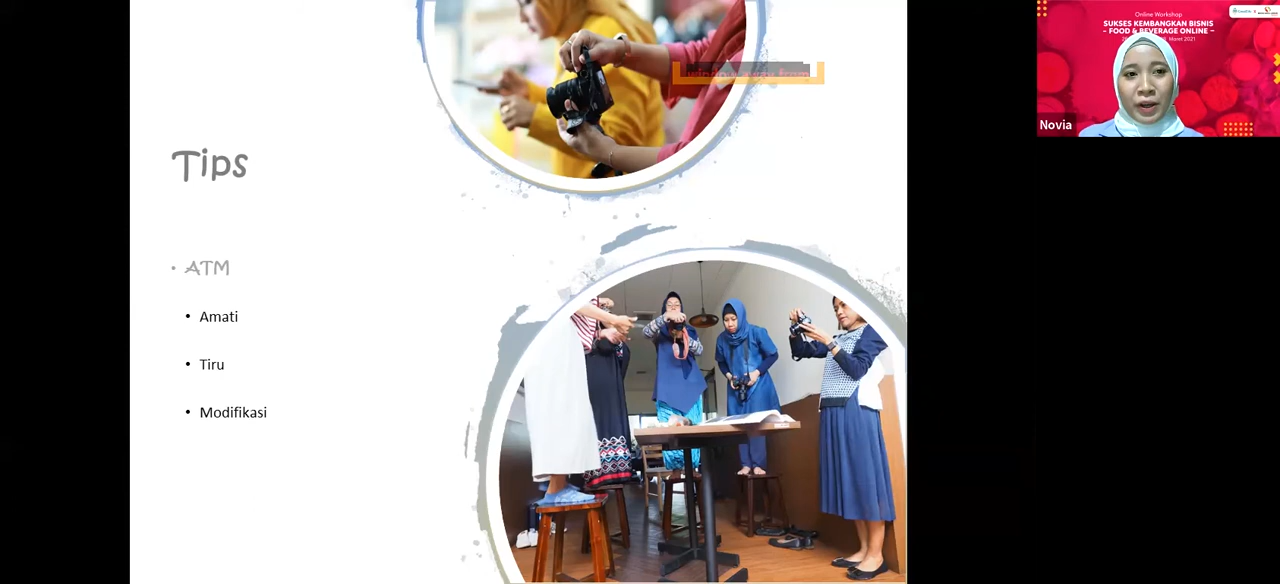 Tips
• ATM
• Amati
• Tiru
• Modifikasi
Online Workshop
SUKSES KEMBANGKAN BISNIS
– FOOD & BEVERAGE ONLINE –
Maret 2021
Novia